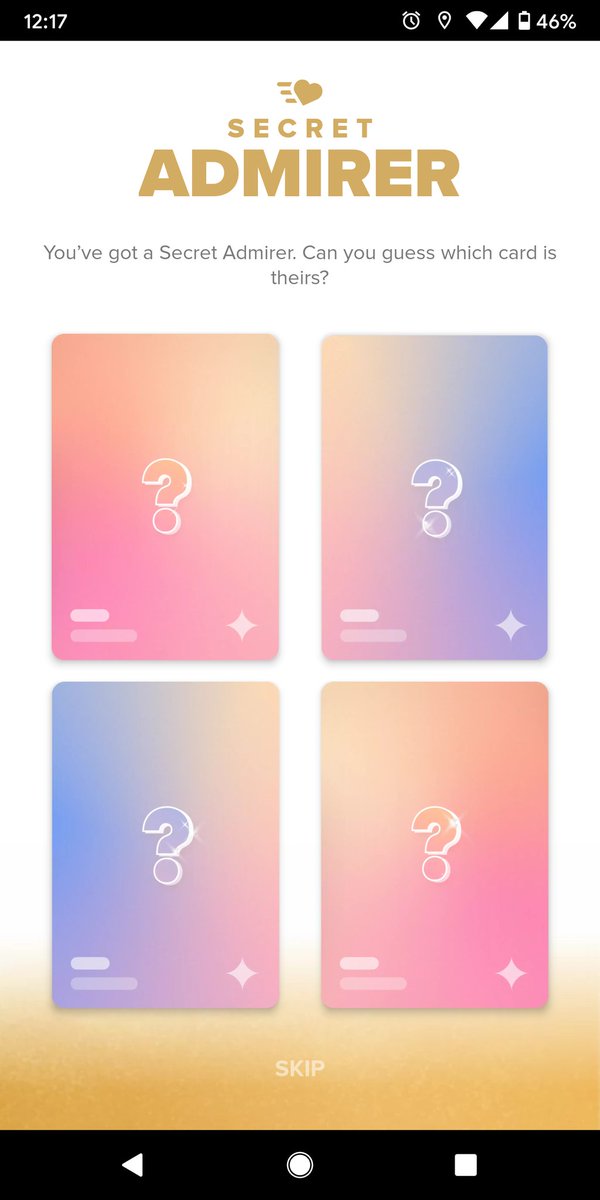 12:17
46%
SECRET
ADMIRER
You’ve got a Secret Admirer. Can you guess which card is
theirs?
?
?
?
?
SKIP